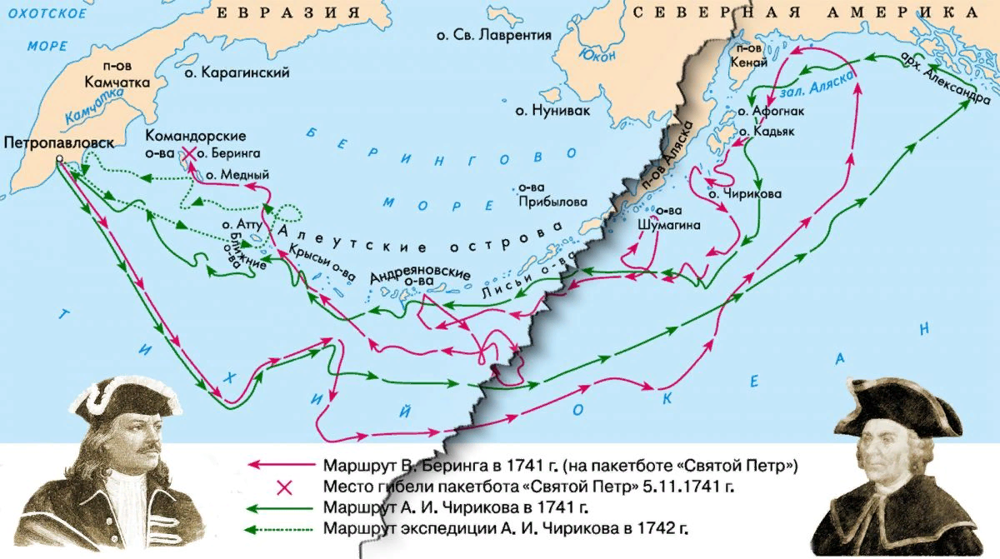 ОХОТСКОЕ
МОРЕ
ЕВРАЗИЯ
СЕВЕРНАЯ АМЕРИКА
п-ов
Камчатка
Камчатка
о. Карагинский
о. Св. Лаврентия
Юкон
п-ов
Кенай
арх. Александра
зал. Аляска
о. Нунивак
о. Афогнак
о. Кадьяк
Петропавловск
Командорские
о-ва
о. Беринга
о. Медный
БЕРИНГОВО
МОРЕ
о-ва
Прибылова
п-ов Аляска
о. Чирикова
о-ва
Шумагина
о. Атту
Ближние
о-ва
Алеутские острова
Крысьи о-ва
Андреяновские
о-ва
Лисьи о-ва
ТИХИЙ ОКЕАН
Маршрут В. Беринга в 1741 г. (на пакетботе «Святой Петр»)
Место гибели пакетбота «Святой Петр» 5.11.1741 г.
Маршрут А. И. Чирикова в 1741 г.
Маршрут экспедиции А. И. Чирикова в 1742 г.